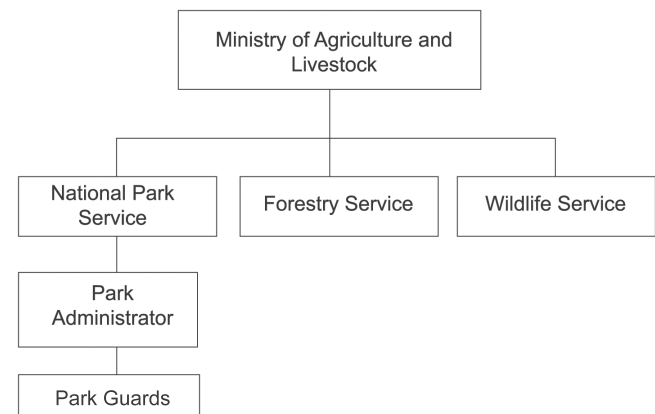 Ministry of Agriculture and
Livestock
National Park
Service
Forestry Service
Wildlife Service
Park
Administrator
Park Guards